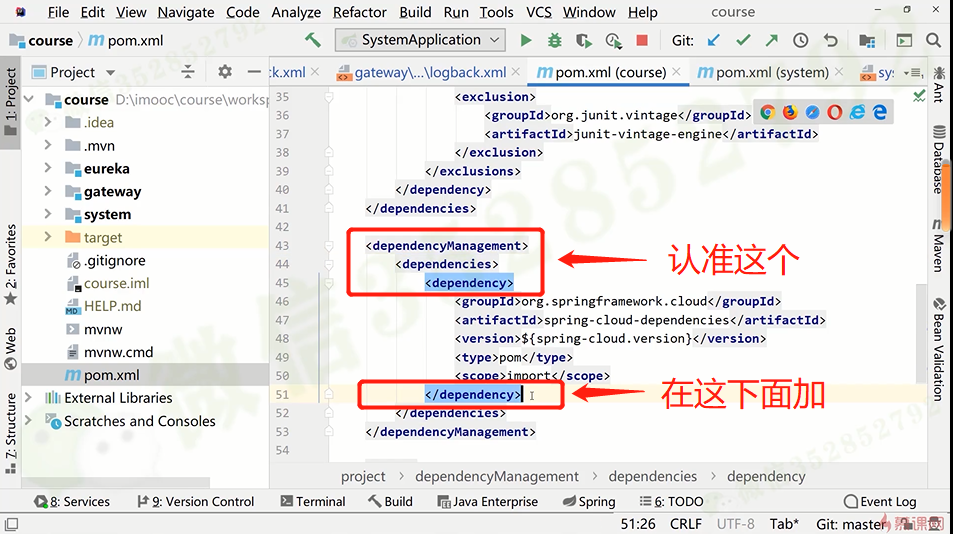 File Edit View Navigate Code Analyze Refactor Build Run Tools VCS Window Help course
course pom.xml SystemApplication Git:
Project ck.xml gateway\...\logback.xml pom.xml (course) pom.xml (system) sy
1: Project
2: Favorites
Web
7: Structure
course D:\imooc\course\worksp
.idea
.mvn
eureka
gateway
system
target
.gitignore
course.iml
HELP.md
mvnw
mvnw.cmd
pom.xml
External Libraries
Scratches and Consoles
35 <exclusion>
36 <groupId>org.junit.vintage</groupId>
37 <artifactId>junit-vintage-engine</artifactId>
38 </exclusion>
39 </exclusions>
40 </dependency>
41 </dependencies>
42
43 <dependencyManagement>
44 <dependencies>
45 <dependency>
46 <groupId>org.springframework.cloud</groupId>
47 <artifactId>spring-cloud-dependencies</artifactId>
48 <version>${spring-cloud.version}</version>
49 <type>pom</type>
50 <scope>import</scope>
51 </dependency>
52 </dependencies>
53 </dependencyManagement>
54
认准这个
在这下面加
Ant
Database
Maven
Bean Validation
project dependencyManagement dependencies dependency
8: Services 9: Version Control Terminal Build Java Enterprise Spring 6: TODO Event Log
51:26 CRLF UTF-8 Tab* Git: master
慕课网